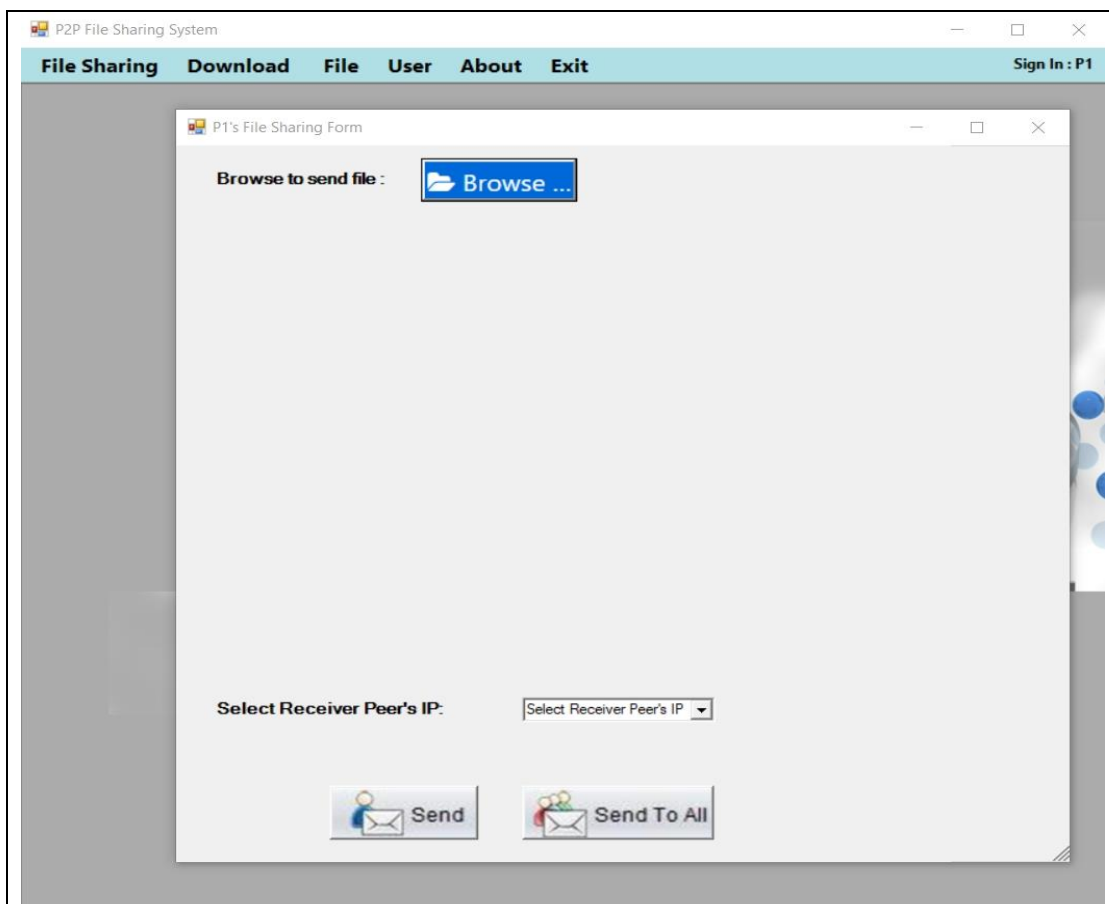 P2P File Sharing System
File Sharing Download File User About Exit Sign In : P1
P1's File Sharing Form
Browse to send file : Browse ...
Select Receiver Peer's IP: Select Receiver Peer's IP
Send Send To All